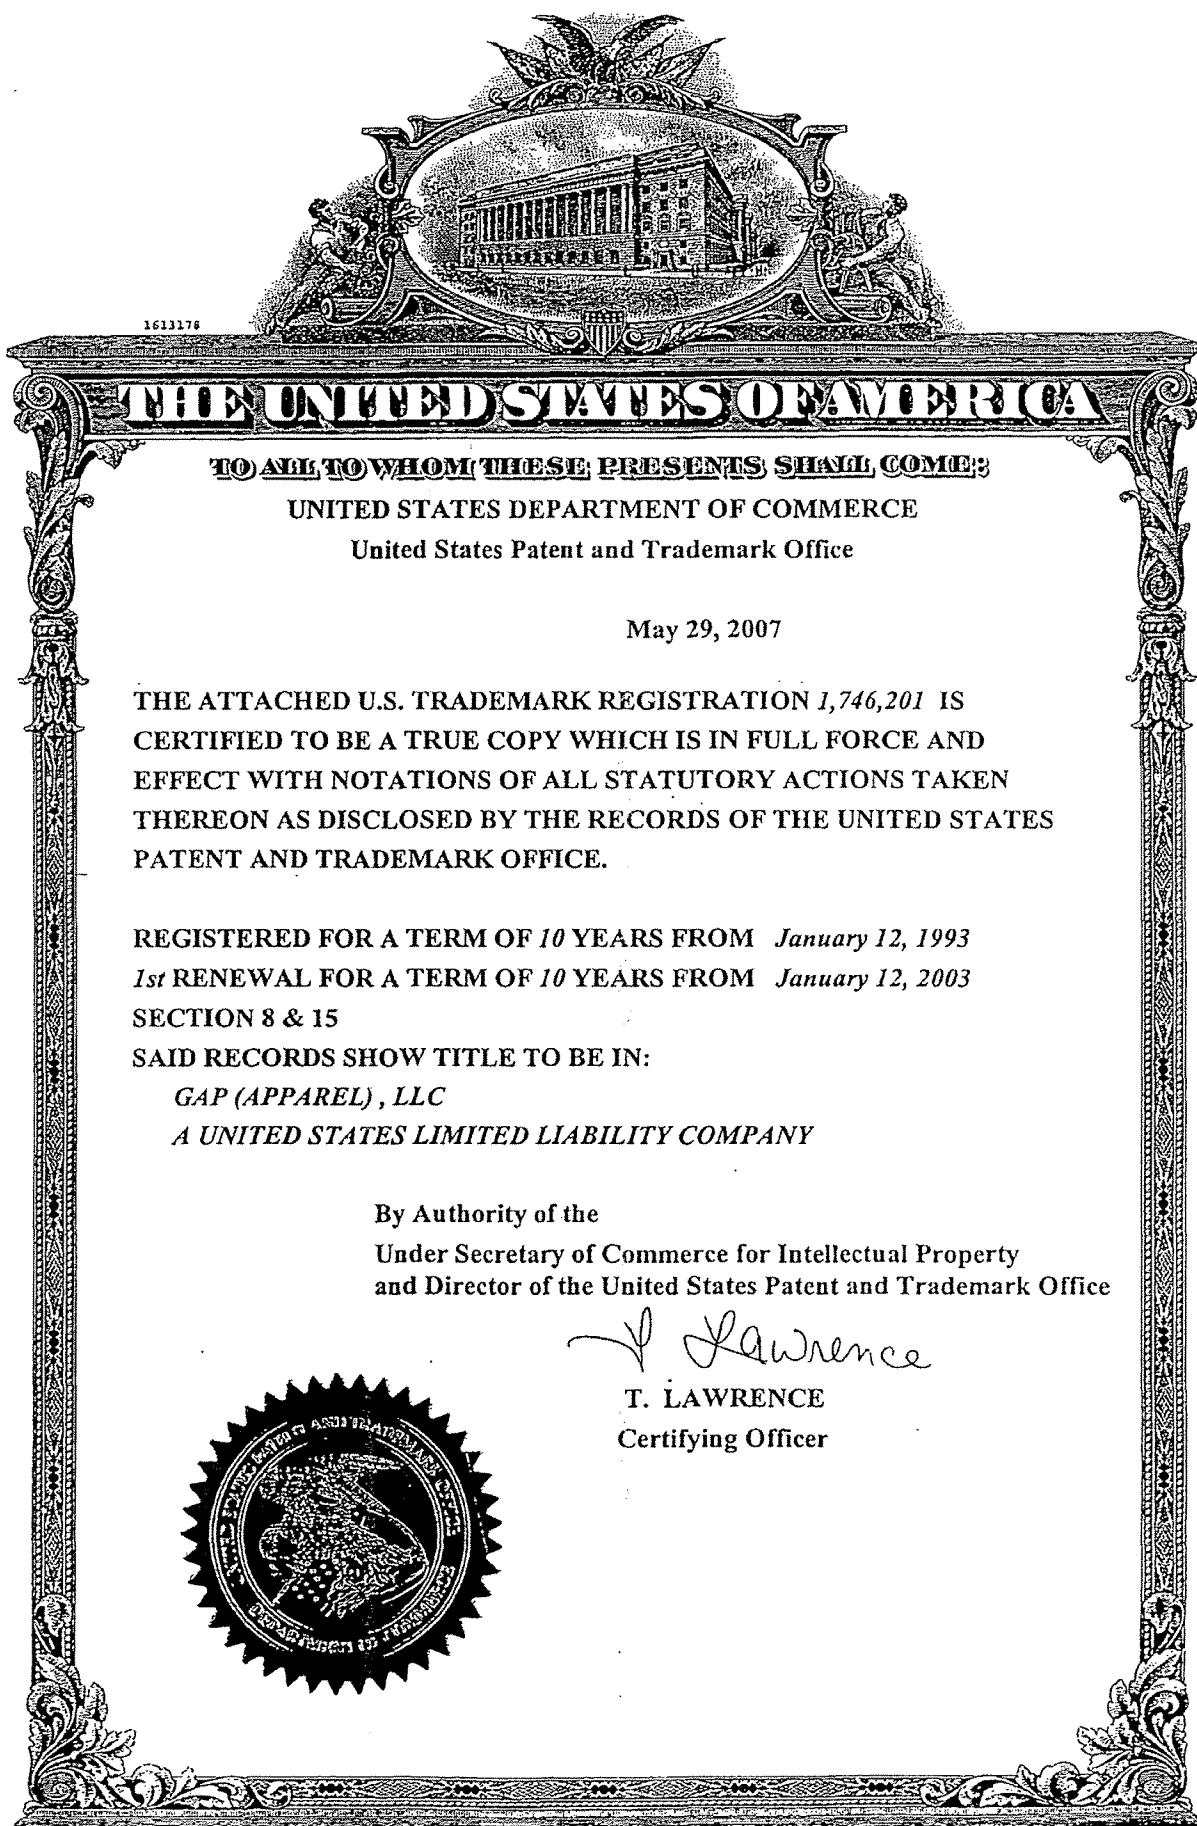 1613178
THE UNITED STATES OF AMERICA
TO ALL TO WHOM THESE PRESENTS SHALL COME:
UNITED STATES DEPARTMENT OF COMMERCE
United States Patent and Trademark Office
May 29, 2007
THE ATTACHED U.S. TRADEMARK REGISTRATION 1,746,201 IS
CERTIFIED TO BE A TRUE COPY WHICH IS IN FULL FORCE AND
EFFECT WITH NOTATIONS OF ALL STATUTORY ACTIONS TAKEN
THEREON AS DISCLOSED BY THE RECORDS OF THE UNITED STATES
PATENT AND TRADEMARK OFFICE.
REGISTERED FOR A TERM OF 10 YEARS FROM January 12, 1993
1st RENEWAL FOR A TERM OF 10 YEARS FROM January 12, 2003
SECTION 8 & 15
SAID RECORDS SHOW TITLE TO BE IN:
GAP (APPAREL) , LLC
A UNITED STATES LIMITED LIABILITY COMPANY
By Authority of the
Under Secretary of Commerce for Intellectual Property
and Director of the United States Patent and Trademark Office
T Lawrence
T. LAWRENCE
Certifying Officer
PATENT AND TRADEMARK OFFICE
DEPARTMENT OF COMMERCE